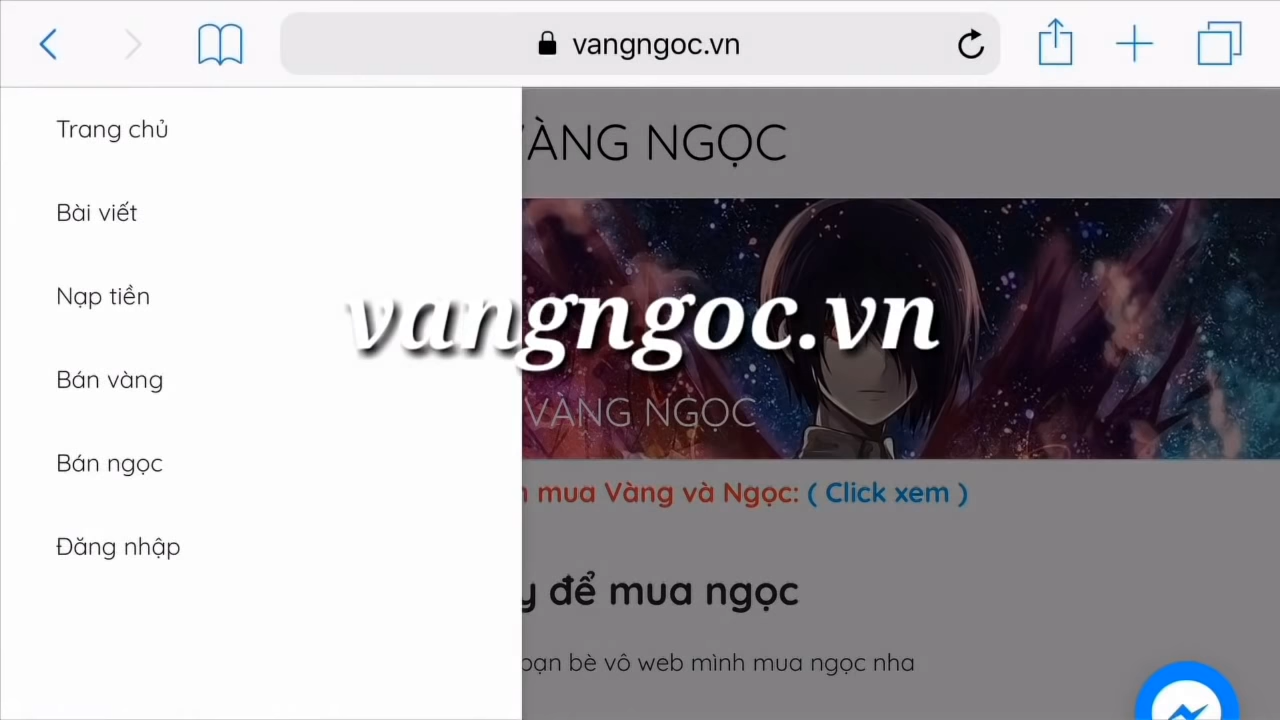 vangngoc.vn
Trang chủ
Bài viết
Nạp tiền
Bán vàng
Bán ngọc
Đăng nhập
VÀNG NGỌC
vangngoc.vn
VÀNG NGỌC
mua Vàng và Ngọc: ( Click xem )
để mua ngọc
bạn bè vô web mình mua ngọc nha